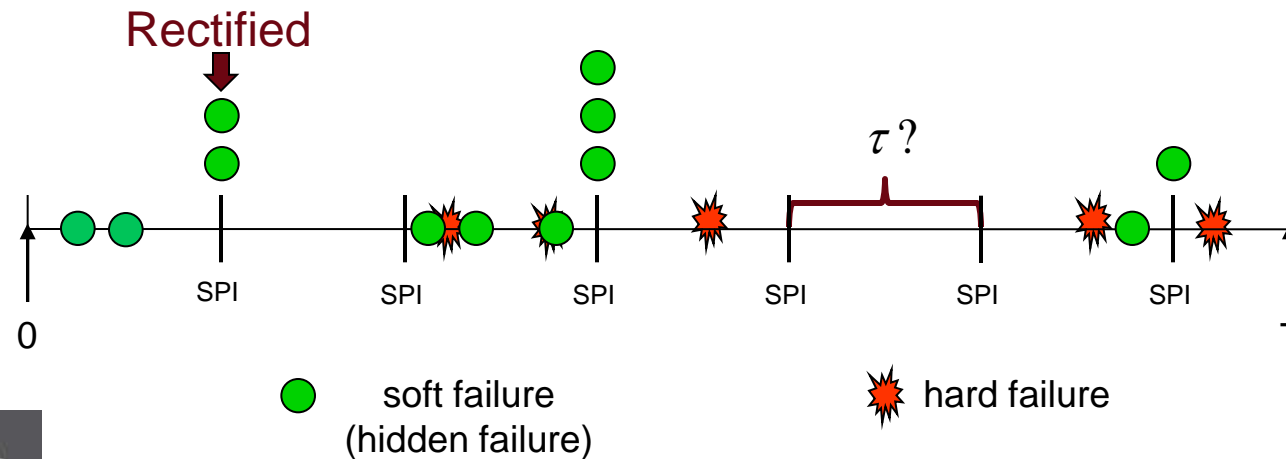 Rectified
τ ?
SPI
SPI
SPI
SPI
SPI
SPI
0
soft failure
(hidden failure)
hard failure